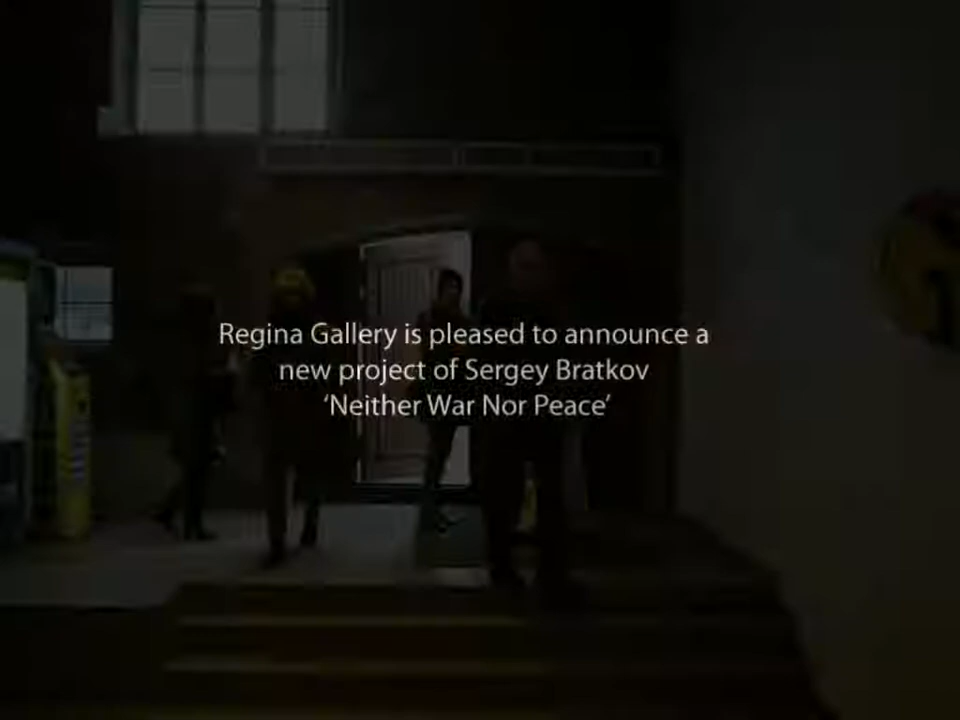 Regina Gallery is pleased to announce a
new project of Sergey Bratkov
‘Neither War Nor Peace’